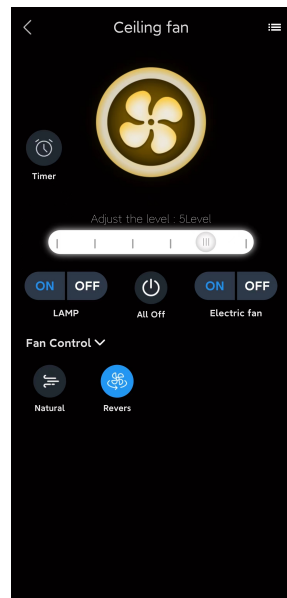 Ceiling fan
Timer
Adjust the level : 5Level
ON OFF
ON OFF
LAMP
All Off
Electric fan
Fan Control
Natural
Revers